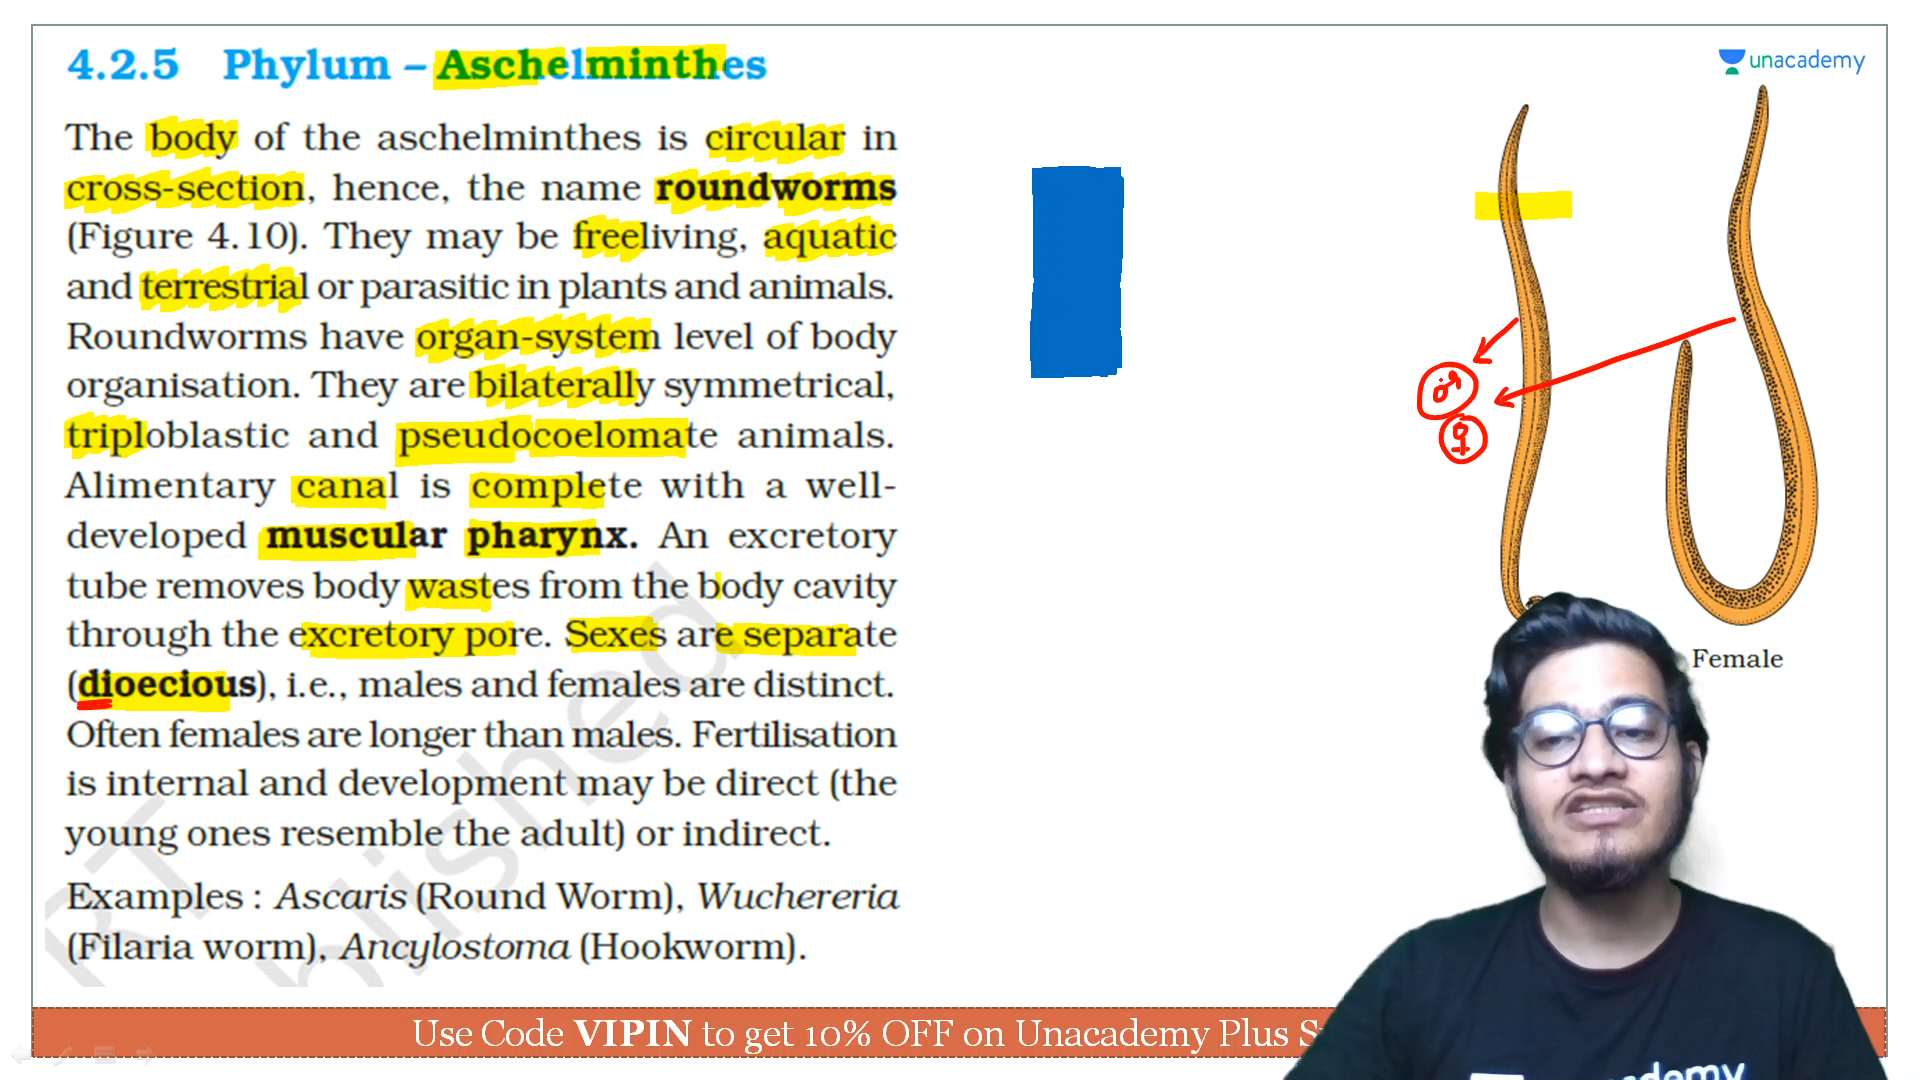 4.2.5 Phylum – Aschelminthes
unacademy
The body of the aschelminthes is circular in
cross-section, hence, the name roundworms
(Figure 4.10). They may be freeliving, aquatic
and terrestrial or parasitic in plants and animals.
Roundworms have organ-system level of body
organisation. They are bilaterally symmetrical,
triploblastic and pseudocoelomate animals.
Alimentary canal is complete with a well-
developed muscular pharynx. An excretory
tube removes body wastes from the body cavity
through the excretory pore. Sexes are separate
(dioecious), i.e., males and females are distinct.
Often females are longer than males. Fertilisation
is internal and development may be direct (the
young ones resemble the adult) or indirect.
Examples : Ascaris (Round Worm), Wuchereria
(Filaria worm), Ancylostoma (Hookworm).
♂
♀
Female
Use Code VIPIN to get 10% OFF on Unacademy Plus S